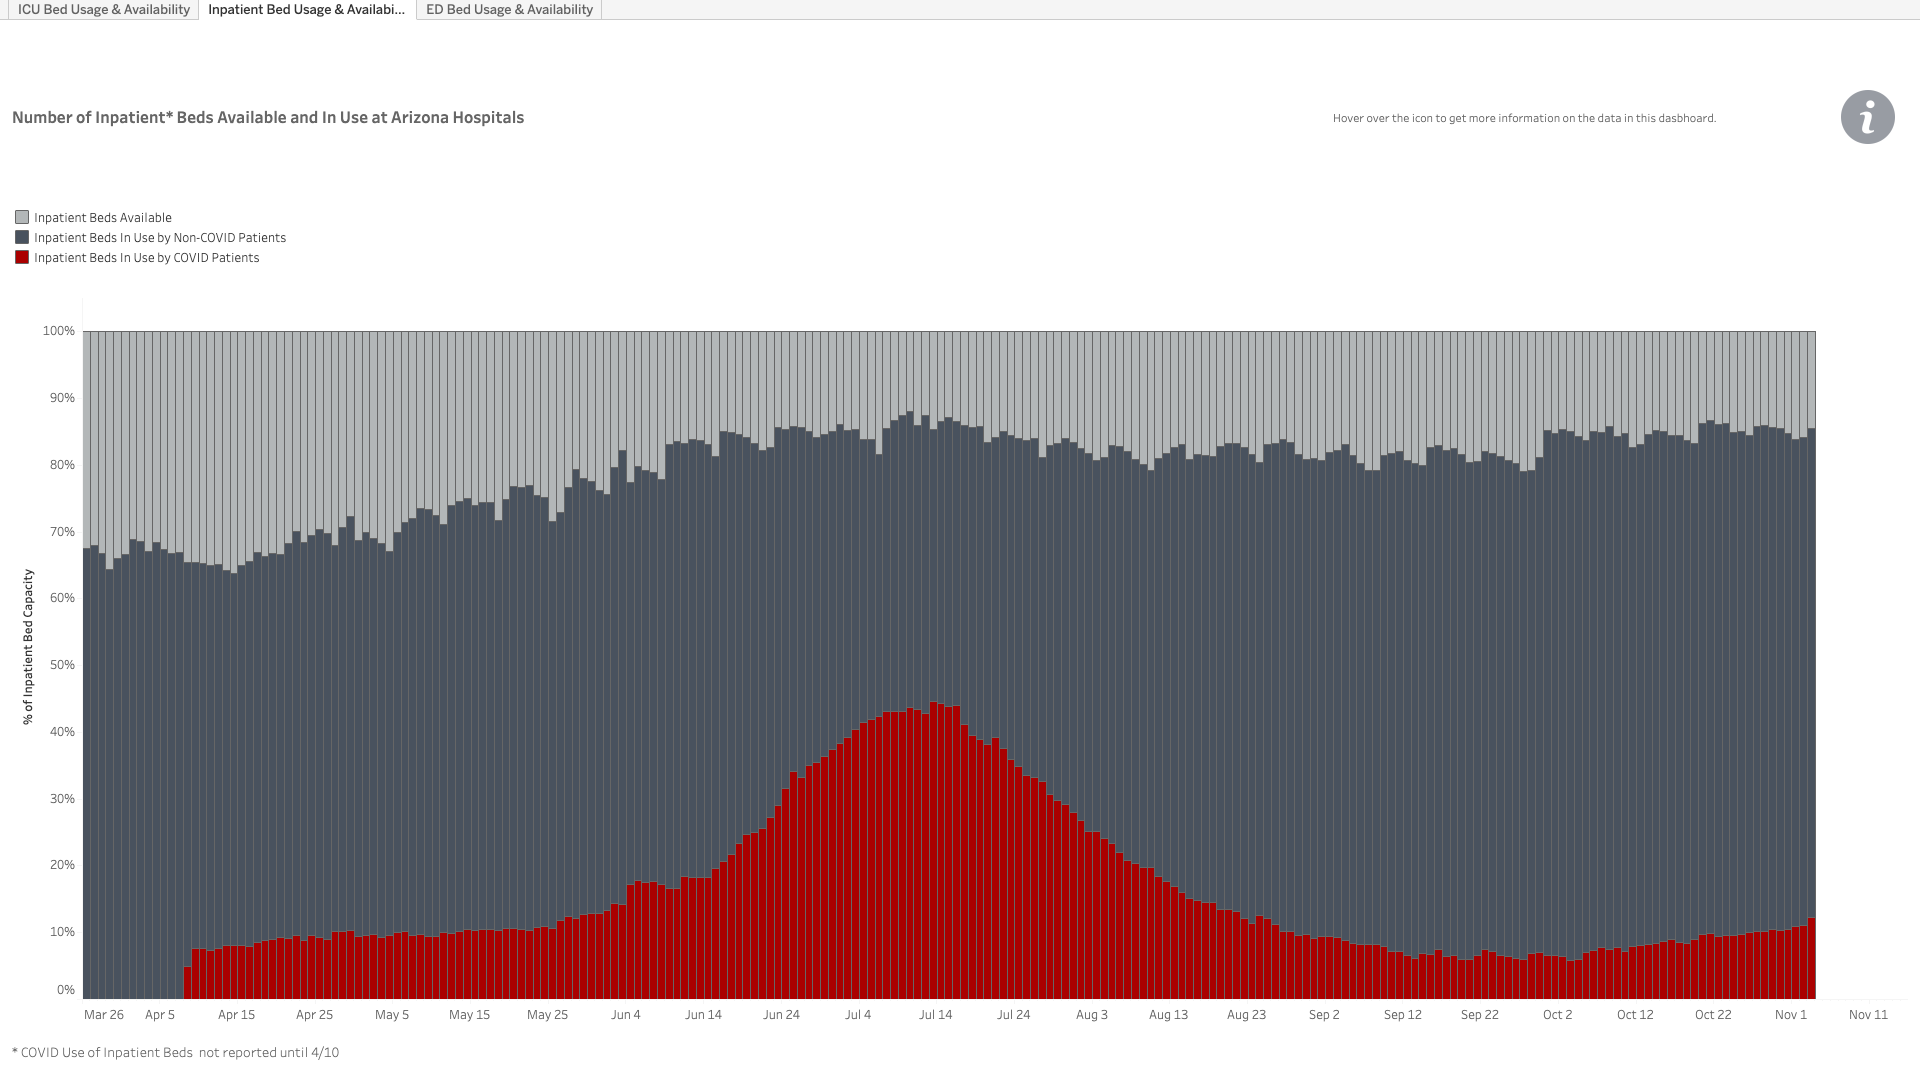 ICU Bed Usage & Availability
Inpatient Bed Usage & Availabi...
ED Bed Usage & Availability
Number of Inpatient* Beds Available and In Use at Arizona Hospitals
Hover over the icon to get more information on the data in this dasbhoard.
i
Inpatient Beds Available
Inpatient Beds In Use by Non-COVID Patients
Inpatient Beds In Use by COVID Patients
% of Inpatient Bed Capacity
100%
90%
80%
70%
60%
50%
40%
30%
20%
10%
0%
Mar 26 Apr 5 Apr 15 Apr 25 May 5 May 15 May 25 Jun 4 Jun 14 Jun 24 Jul 4 Jul 14 Jul 24 Aug 3 Aug 13 Aug 23 Sep 2 Sep 12 Sep 22 Oct 2 Oct 12 Oct 22 Nov 1 Nov 11
* COVID Use of Inpatient Beds not reported until 4/10